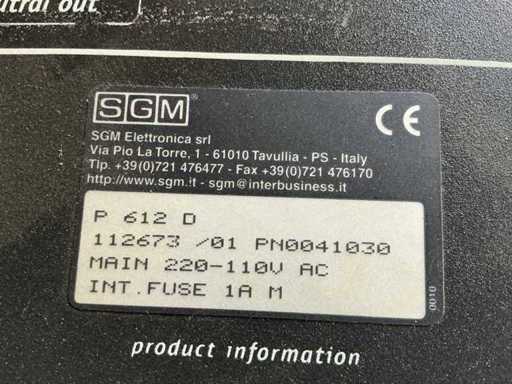 neutral out
SGM®
CE
SGM Elettronica srl
Via Pio La Torre, 1 - 61010 Tavullia - PS - Italy
Tlp. +39(0)721 476477 - Fax +39(0)721 476170
http://www.sgm.it - sgm@interbusiness.it
P 612 D
112673 /01 PN0041030
MAIN 220-110V AC
INT.FUSE 1A M
0010
product information